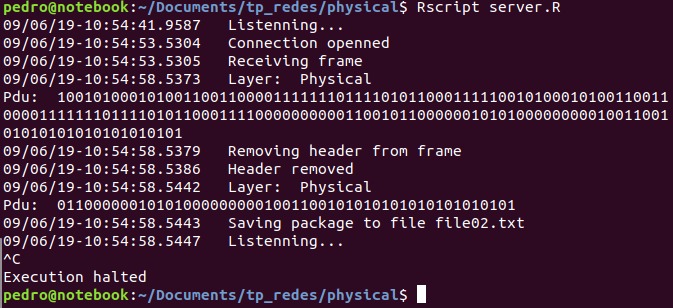 pedro@notebook:~/Documents/tp_redes/physical$ Rscript server.R
09/06/19-10:54:41.9587   Listenning...
09/06/19-10:54:53.5304   Connection openned
09/06/19-10:54:53.5305   Receiving frame
09/06/19-10:54:58.5373   Layer:  Physical
Pdu:  100101000101001100110000111111101111010110001111110010100010100110011
00001111111011110101100011110000000000110010110000001010100000000010011001
0101010101010101010101
09/06/19-10:54:58.5379   Removing header from frame
09/06/19-10:54:58.5386   Header removed
09/06/19-10:54:58.5442   Layer:  Physical
Pdu:  0110000001010100000000010011001010101010101010101010101
09/06/19-10:54:58.5443   Saving package to file file02.txt
09/06/19-10:54:58.5447   Listenning...
^C
Execution halted
pedro@notebook:~/Documents/tp_redes/physical$